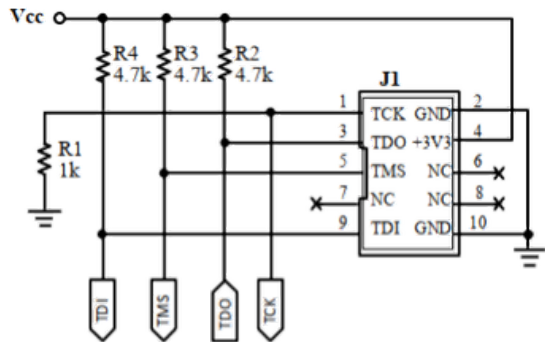 Vcc
R4
4.7k
R3
4.7k
R2
4.7k
J1
1 TCK GND 2
3 TDO +3V3 4
5 TMS NC 6
7 NC NC 8
9 TDI GND 10
R1
1k
TDI
TMS
TDO
TCK